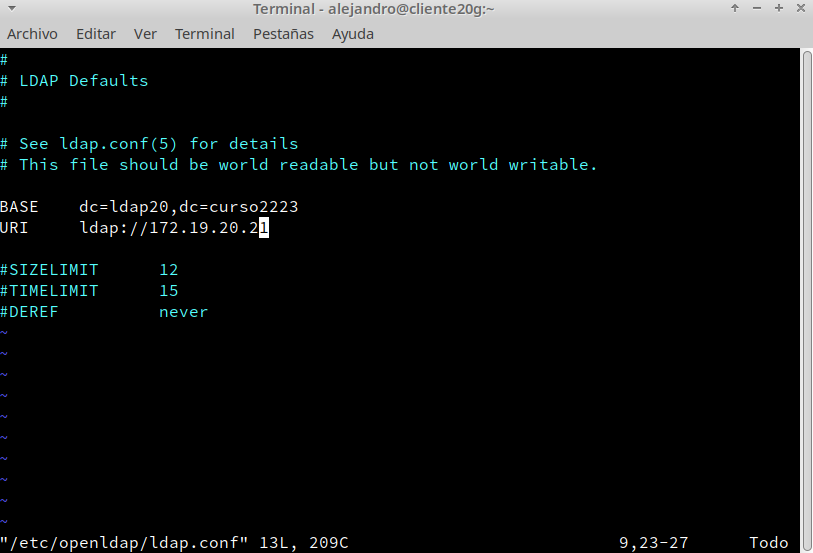 Terminal - alejandro@cliente20g:~
Archivo Editar Ver Terminal Pestañas Ayuda
#
# LDAP Defaults
#
# See ldap.conf(5) for details
# This file should be world readable but not world writable.
BASE dc=ldap20,dc=curso2223
URI ldap://172.19.20.21
#SIZELIMIT 12
#TIMELIMIT 15
#DEREF never
~
~
~
~
~
~
~
~
~
~
"/etc/openldap/ldap.conf" 13L, 209C 9,23-27 Todo